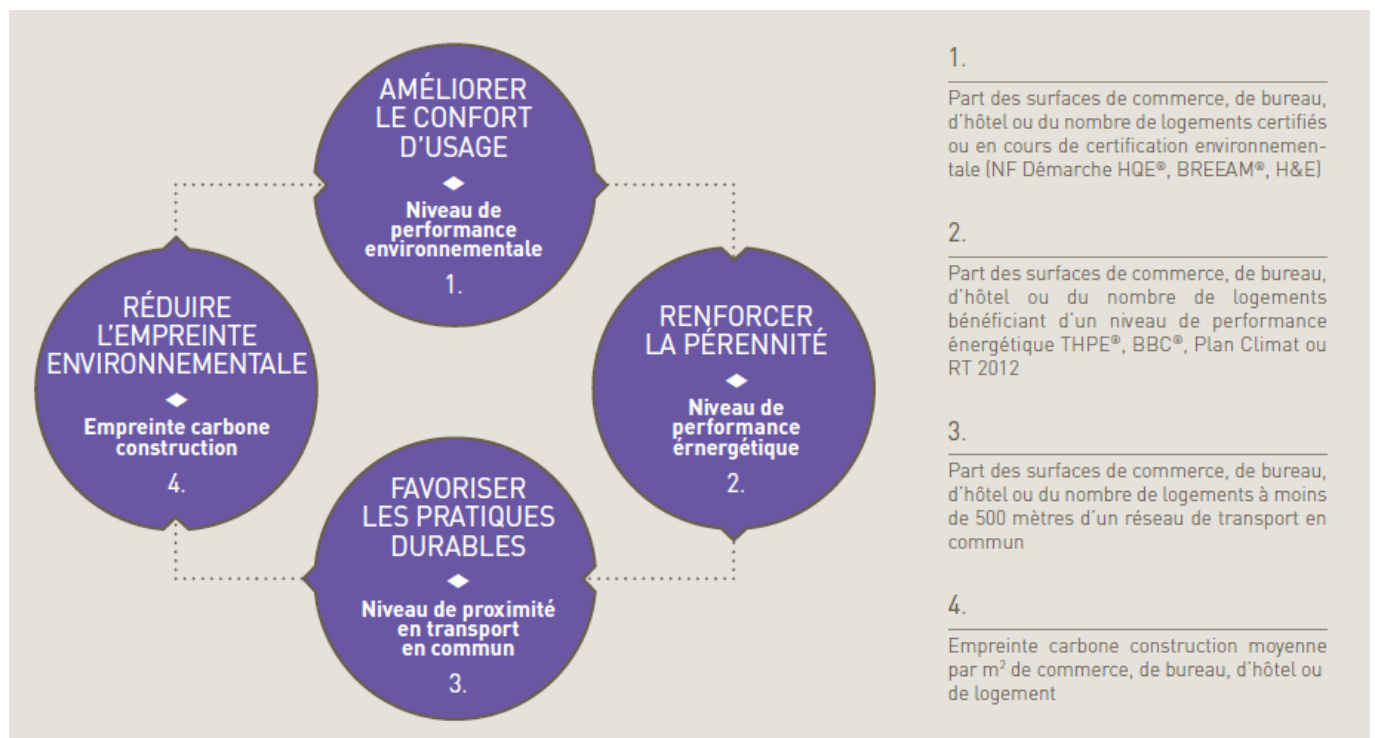 AMÉLIORER
LE CONFORT
D'USAGE
Niveau de
performance
environnementale
1.
RENFORCER
LA PÉRENNITÉ
Niveau de
performance
érnergétique
2.
FAVORISER
LES PRATIQUES
DURABLES
Niveau de proximité
en transport
en commun
3.
RÉDUIRE
L'EMPREINTE
ENVIRONNEMENTALE
Empreinte carbone
construction
4.
1.
Part des surfaces de commerce, de bureau,
d'hôtel ou du nombre de logements certifiés
ou en cours de certification environnemen-
tale (NF Démarche HQE®, BREEAM®, H&E)
2.
Part des surfaces de commerce, de bureau,
d'hôtel ou du nombre de logements
bénéficiant d'un niveau de performance
énergétique THPE®, BBC®, Plan Climat ou
RT 2012
3.
Part des surfaces de commerce, de bureau,
d'hôtel ou du nombre de logements à moins
de 500 mètres d'un réseau de transport en
commun
4.
Empreinte carbone construction moyenne
par m² de commerce, de bureau, d'hôtel ou
de logement